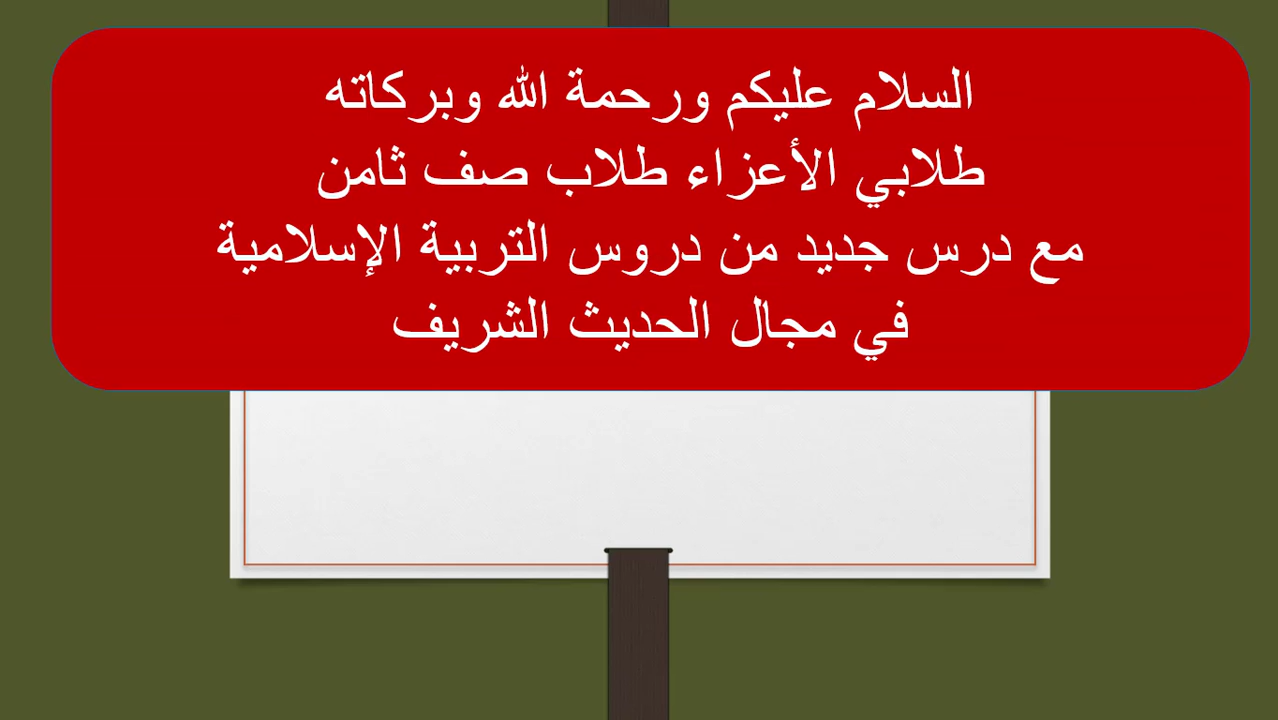 السلام عليكم ورحمة الله وبركاته
طلابي الأعزاء طلاب صف ثامن
مع درس جديد من دروس التربية الإسلامية
في مجال الحديث الشريف